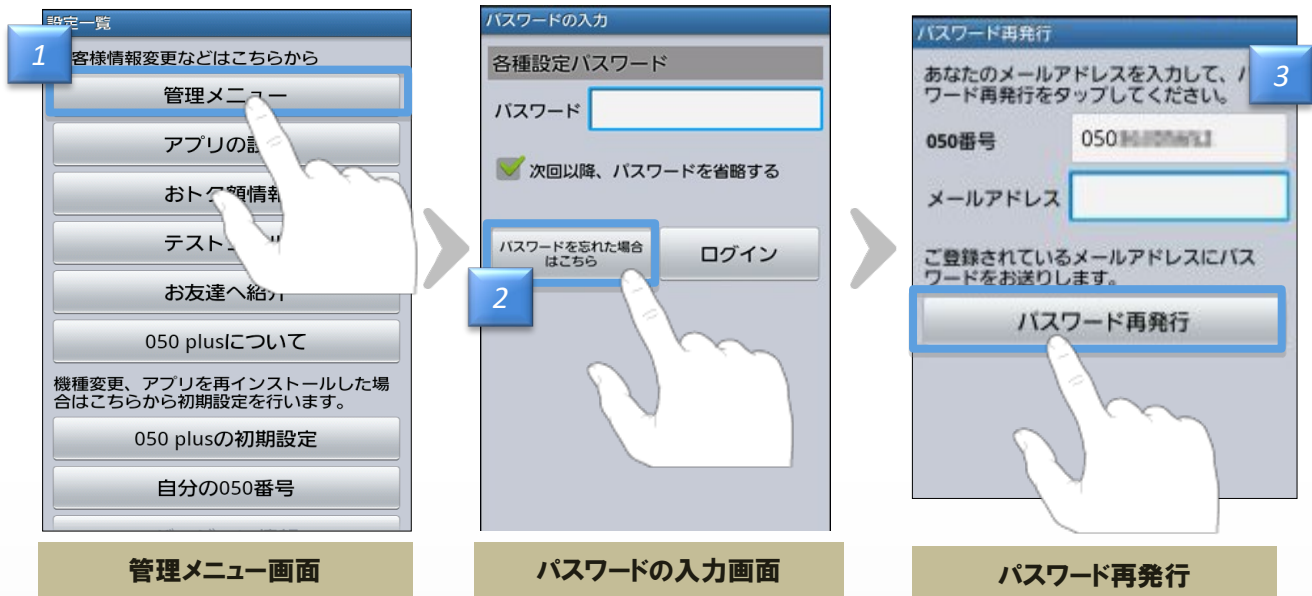 設定一覧
1
客様情報変更などはこちらから
管理メニュー
アプリの設
おトク額情報
テスト
お友達へ紹介
050 plusについて
機種変更、アプリを再インストールした場
合はこちらから初期設定を行います。
050 plusの初期設定
自分の050番号
管理メニュー画面
パスワードの入力
各種設定パスワード
パスワード
次回以降、パスワードを省略する
パスワードを忘れた場合
はこちら
ログイン
2
パスワードの入力画面
パスワード再発行
3
あなたのメールアドレスを入力して、パ
ワード再発行をタップしてください。
050番号
050
メールアドレス
ご登録されているメールアドレスにパス
ワードをお送りします。
パスワード再発行
パスワード再発行